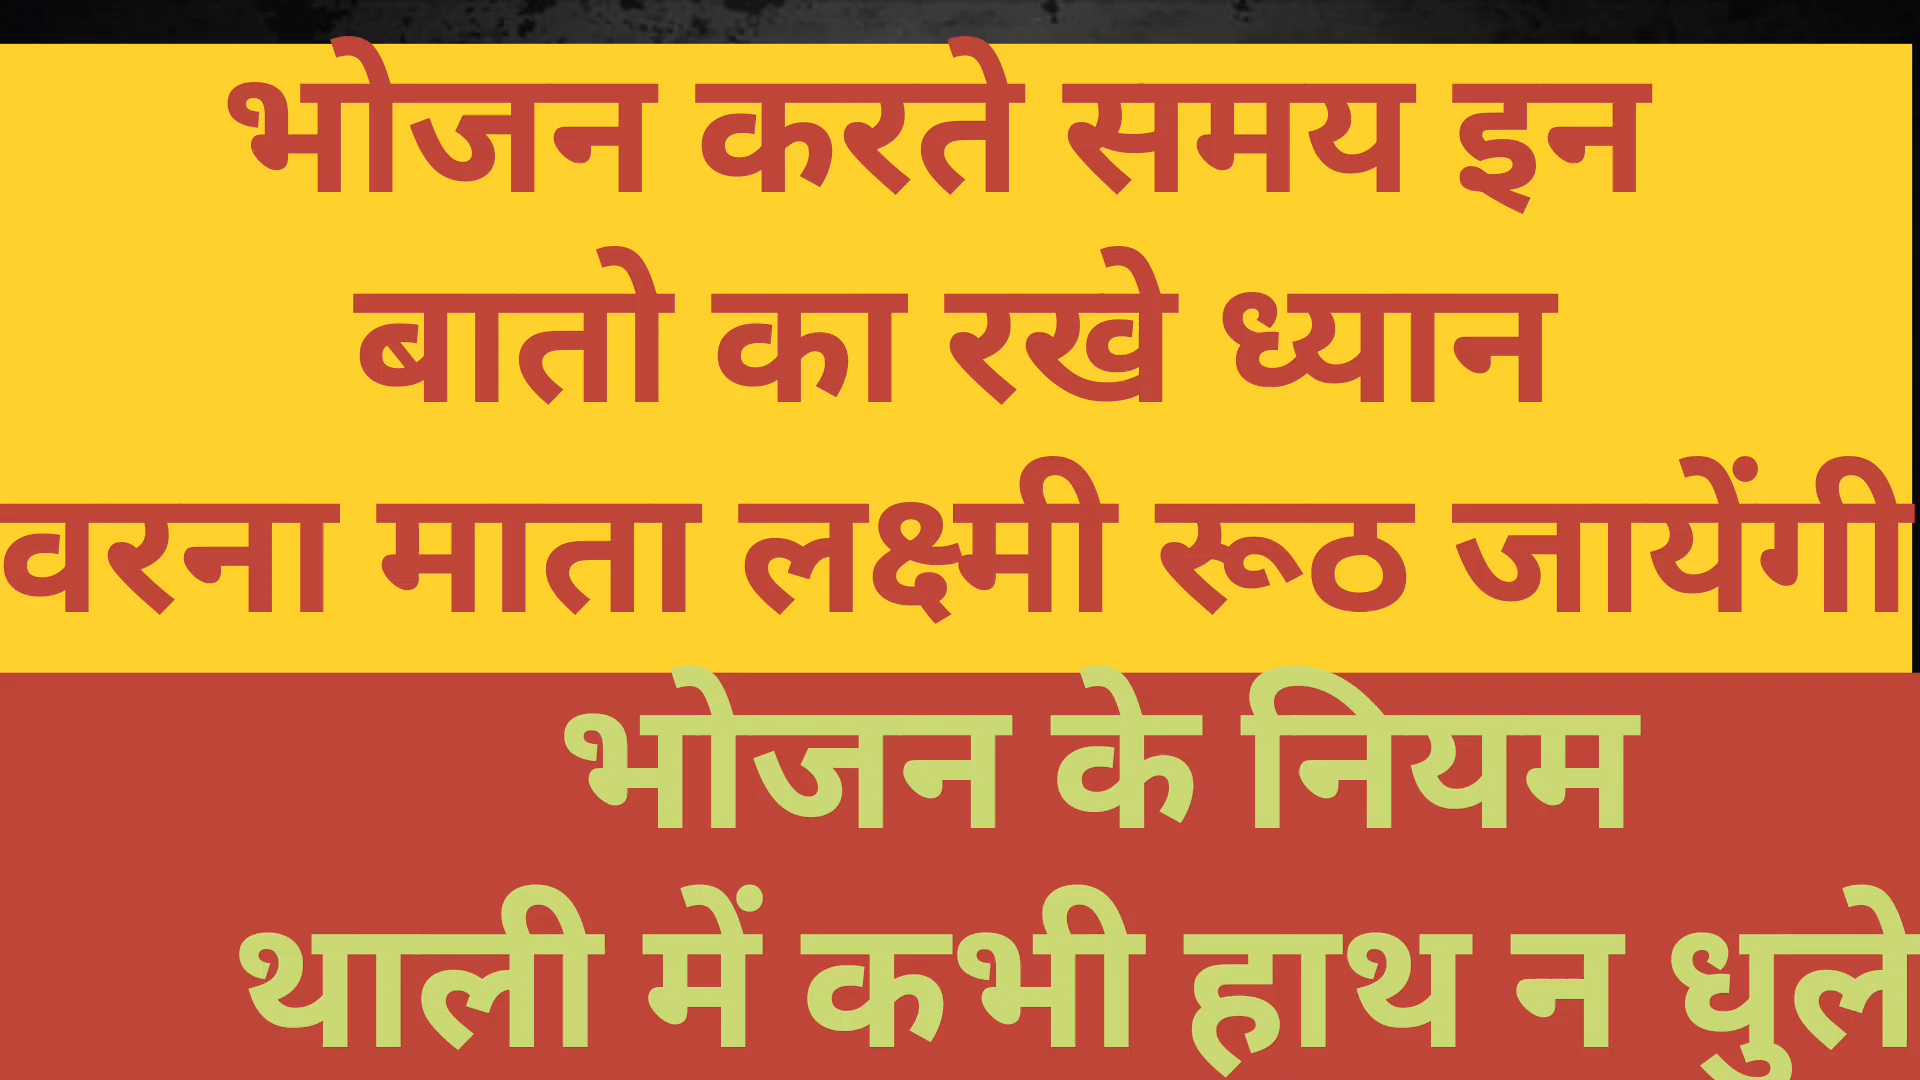 भोजन करते समय इन
बातो का रखे ध्यान
वरना माता लक्ष्मी रूठ जायेंगी
भोजन के नियम
थाली में कभी हाथ न धुले